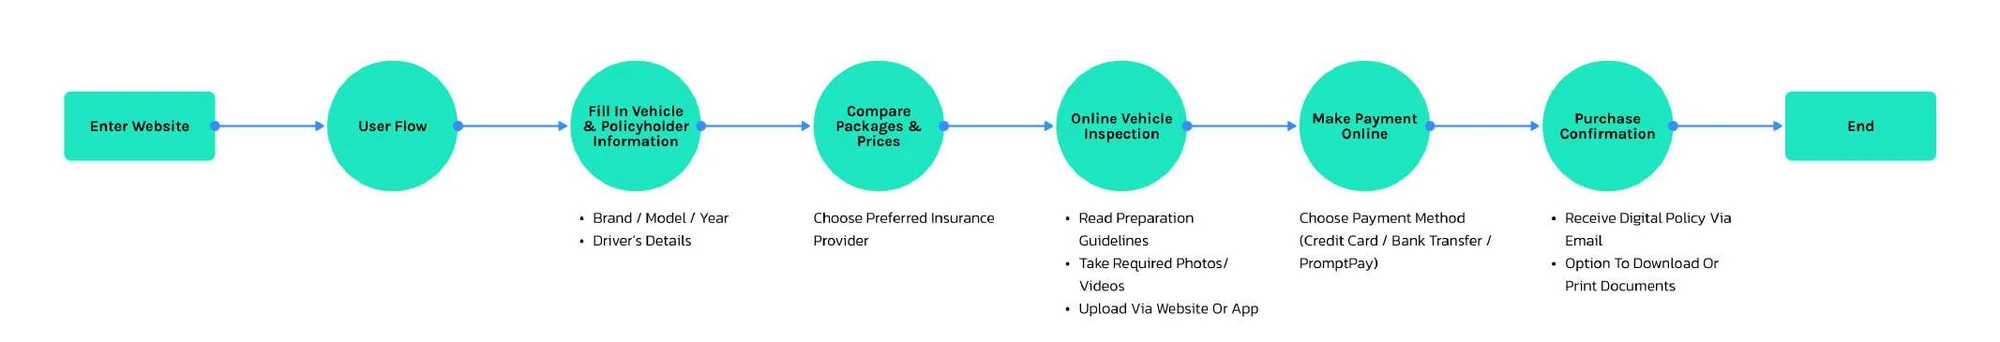 Enter Website
User Flow
Fill In Vehicle
& Policyholder
Information
Compare
Packages &
Prices
Online Vehicle
Inspection
Make Payment
Online
Purchase
Confirmation
End
• Brand / Model / Year
• Driver's Details
Choose Preferred Insurance
Provider
• Read Preparation
Guidelines
• Take Required Photos/
Videos
• Upload Via Website Or App
Choose Payment Method
(Credit Card / Bank Transfer /
PromptPay)
• Receive Digital Policy Via
Email
• Option To Download Or
Print Documents